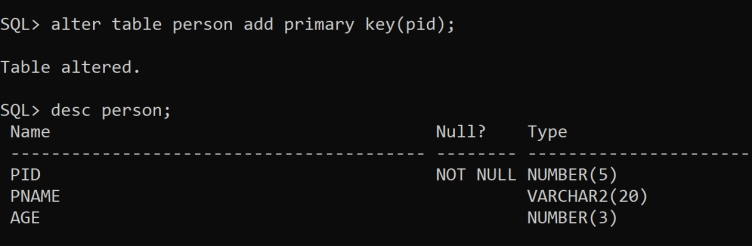 SQL> alter table person add primary key(pid);
Table altered.
SQL> desc person;
Name Null? Type
----------------------------------------- -------- ----------------------
PID NOT NULL NUMBER(5)
PNAME VARCHAR2(20)
AGE NUMBER(3)